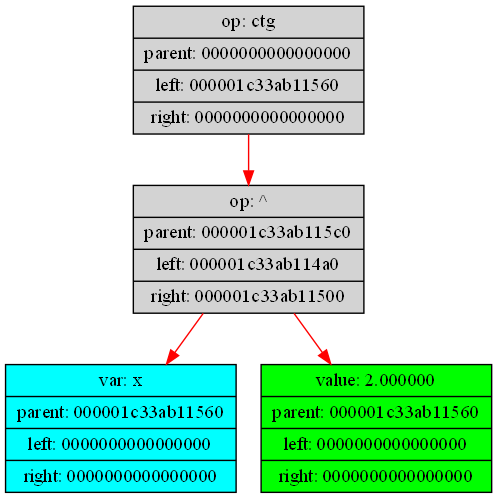 op: ctg
parent: 0000000000000000
left: 000001c33ab11560
right: 0000000000000000
op: ^
parent: 000001c33ab115c0
left: 000001c33ab114a0
right: 000001c33ab11500
var: x
parent: 000001c33ab11560
left: 0000000000000000
right: 0000000000000000
value: 2.000000
parent: 000001c33ab11560
left: 0000000000000000
right: 0000000000000000